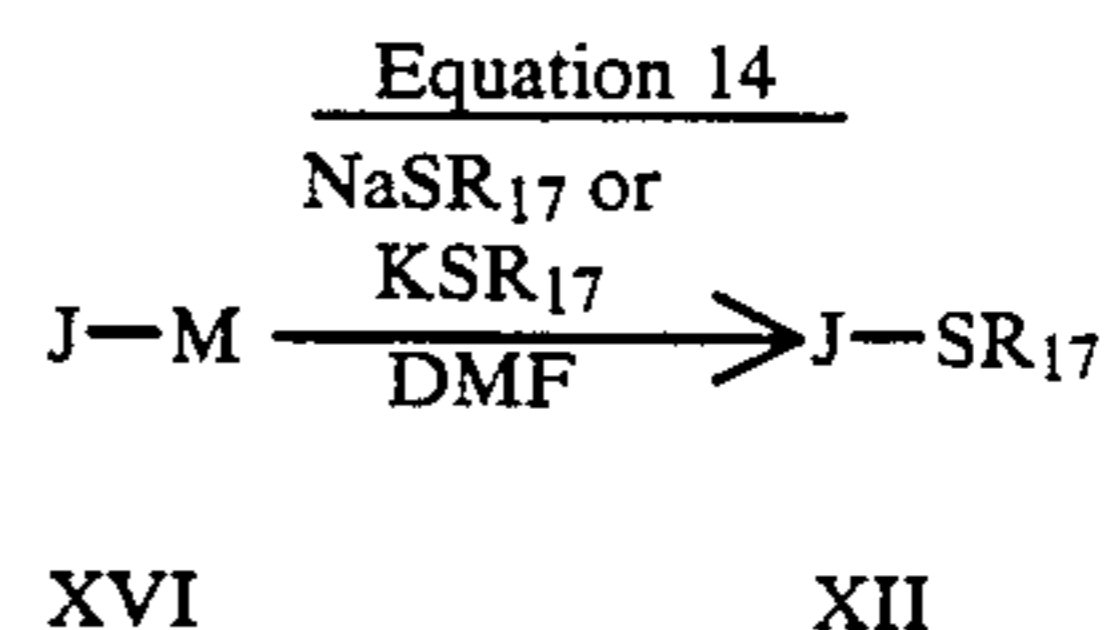 Equation 14
NaSR17 or
KSR17
J—M
DMF
J—SR17
XVI XII